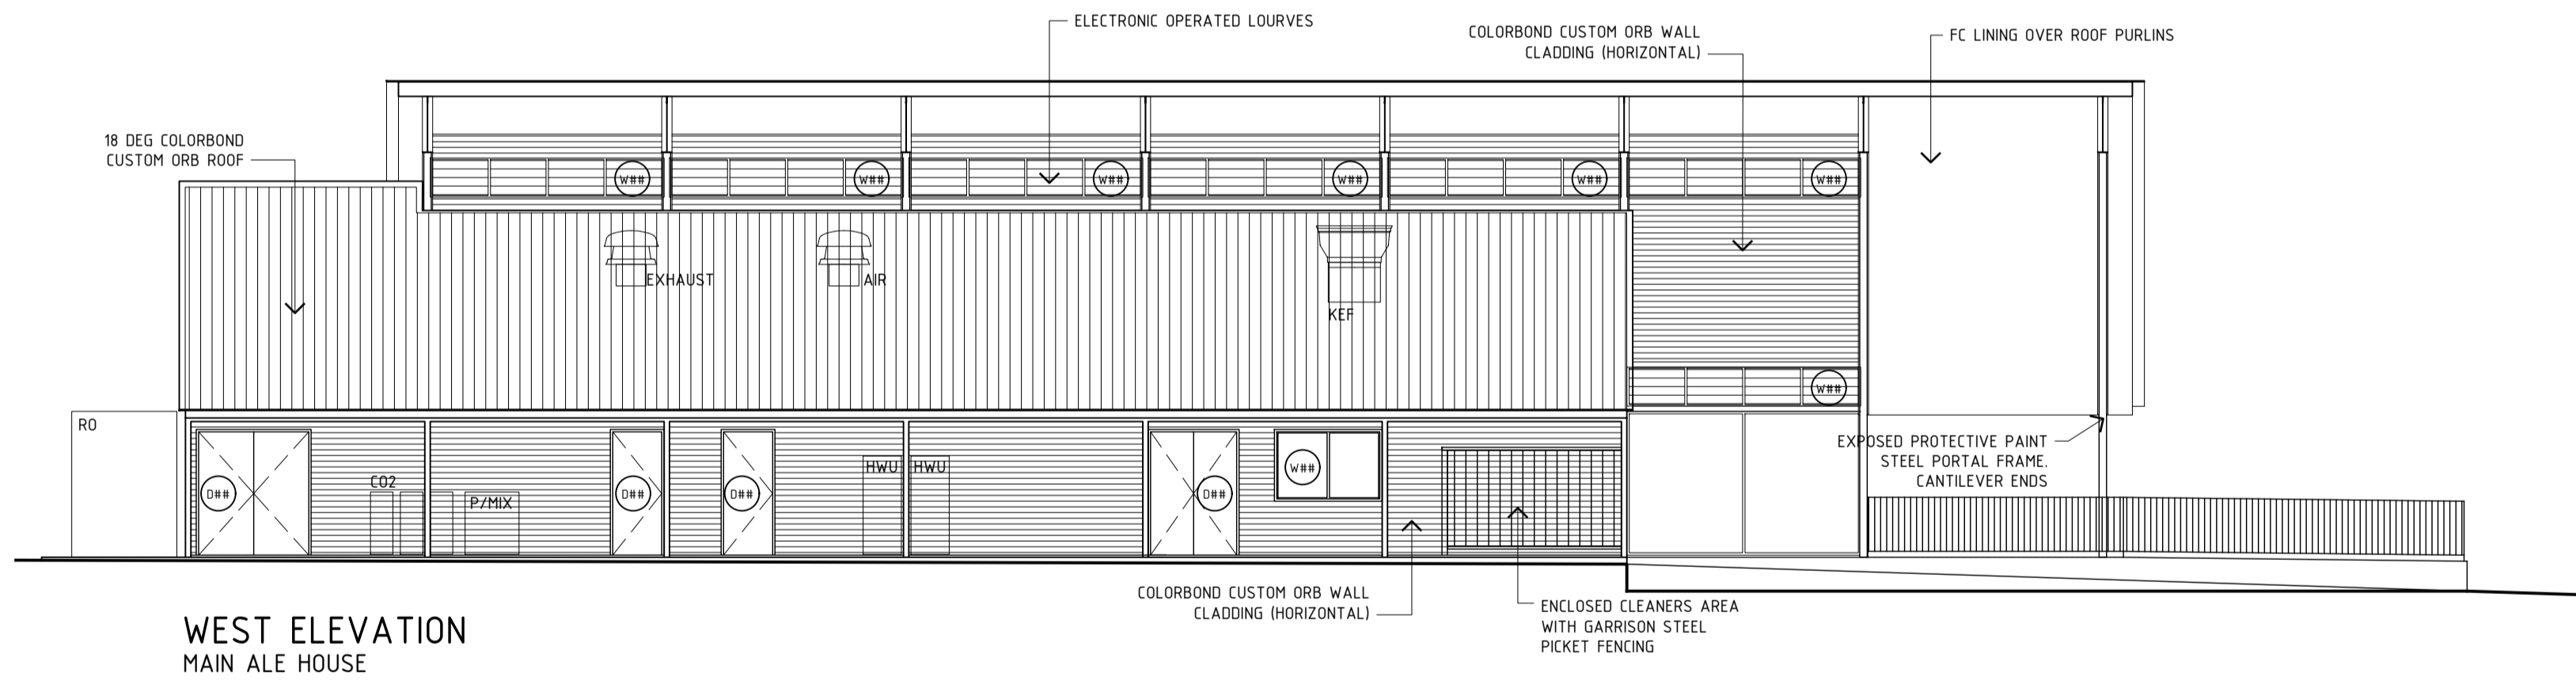 ELECTRONIC OPERATED LOURVES
COLORBOND CUSTOM ORB WALL
CLADDING (HORIZONTAL)
FC LINING OVER ROOF PURLINS
18 DEG COLORBOND
CUSTOM ORB ROOF
W##
W##
W##
W##
W##
W##
EXHAUST
AIR
KEF
W##
RO
EXPOSED PROTECTIVE PAINT
STEEL PORTAL FRAME.
CANTILEVER ENDS
HWU
HWU
W##
CO2
P/MIX
D##
D##
D##
D##
COLORBOND CUSTOM ORB WALL
CLADDING (HORIZONTAL)
ENCLOSED CLEANERS AREA
WITH GARRISON STEEL
PICKET FENCING
WEST ELEVATION
MAIN ALE HOUSE